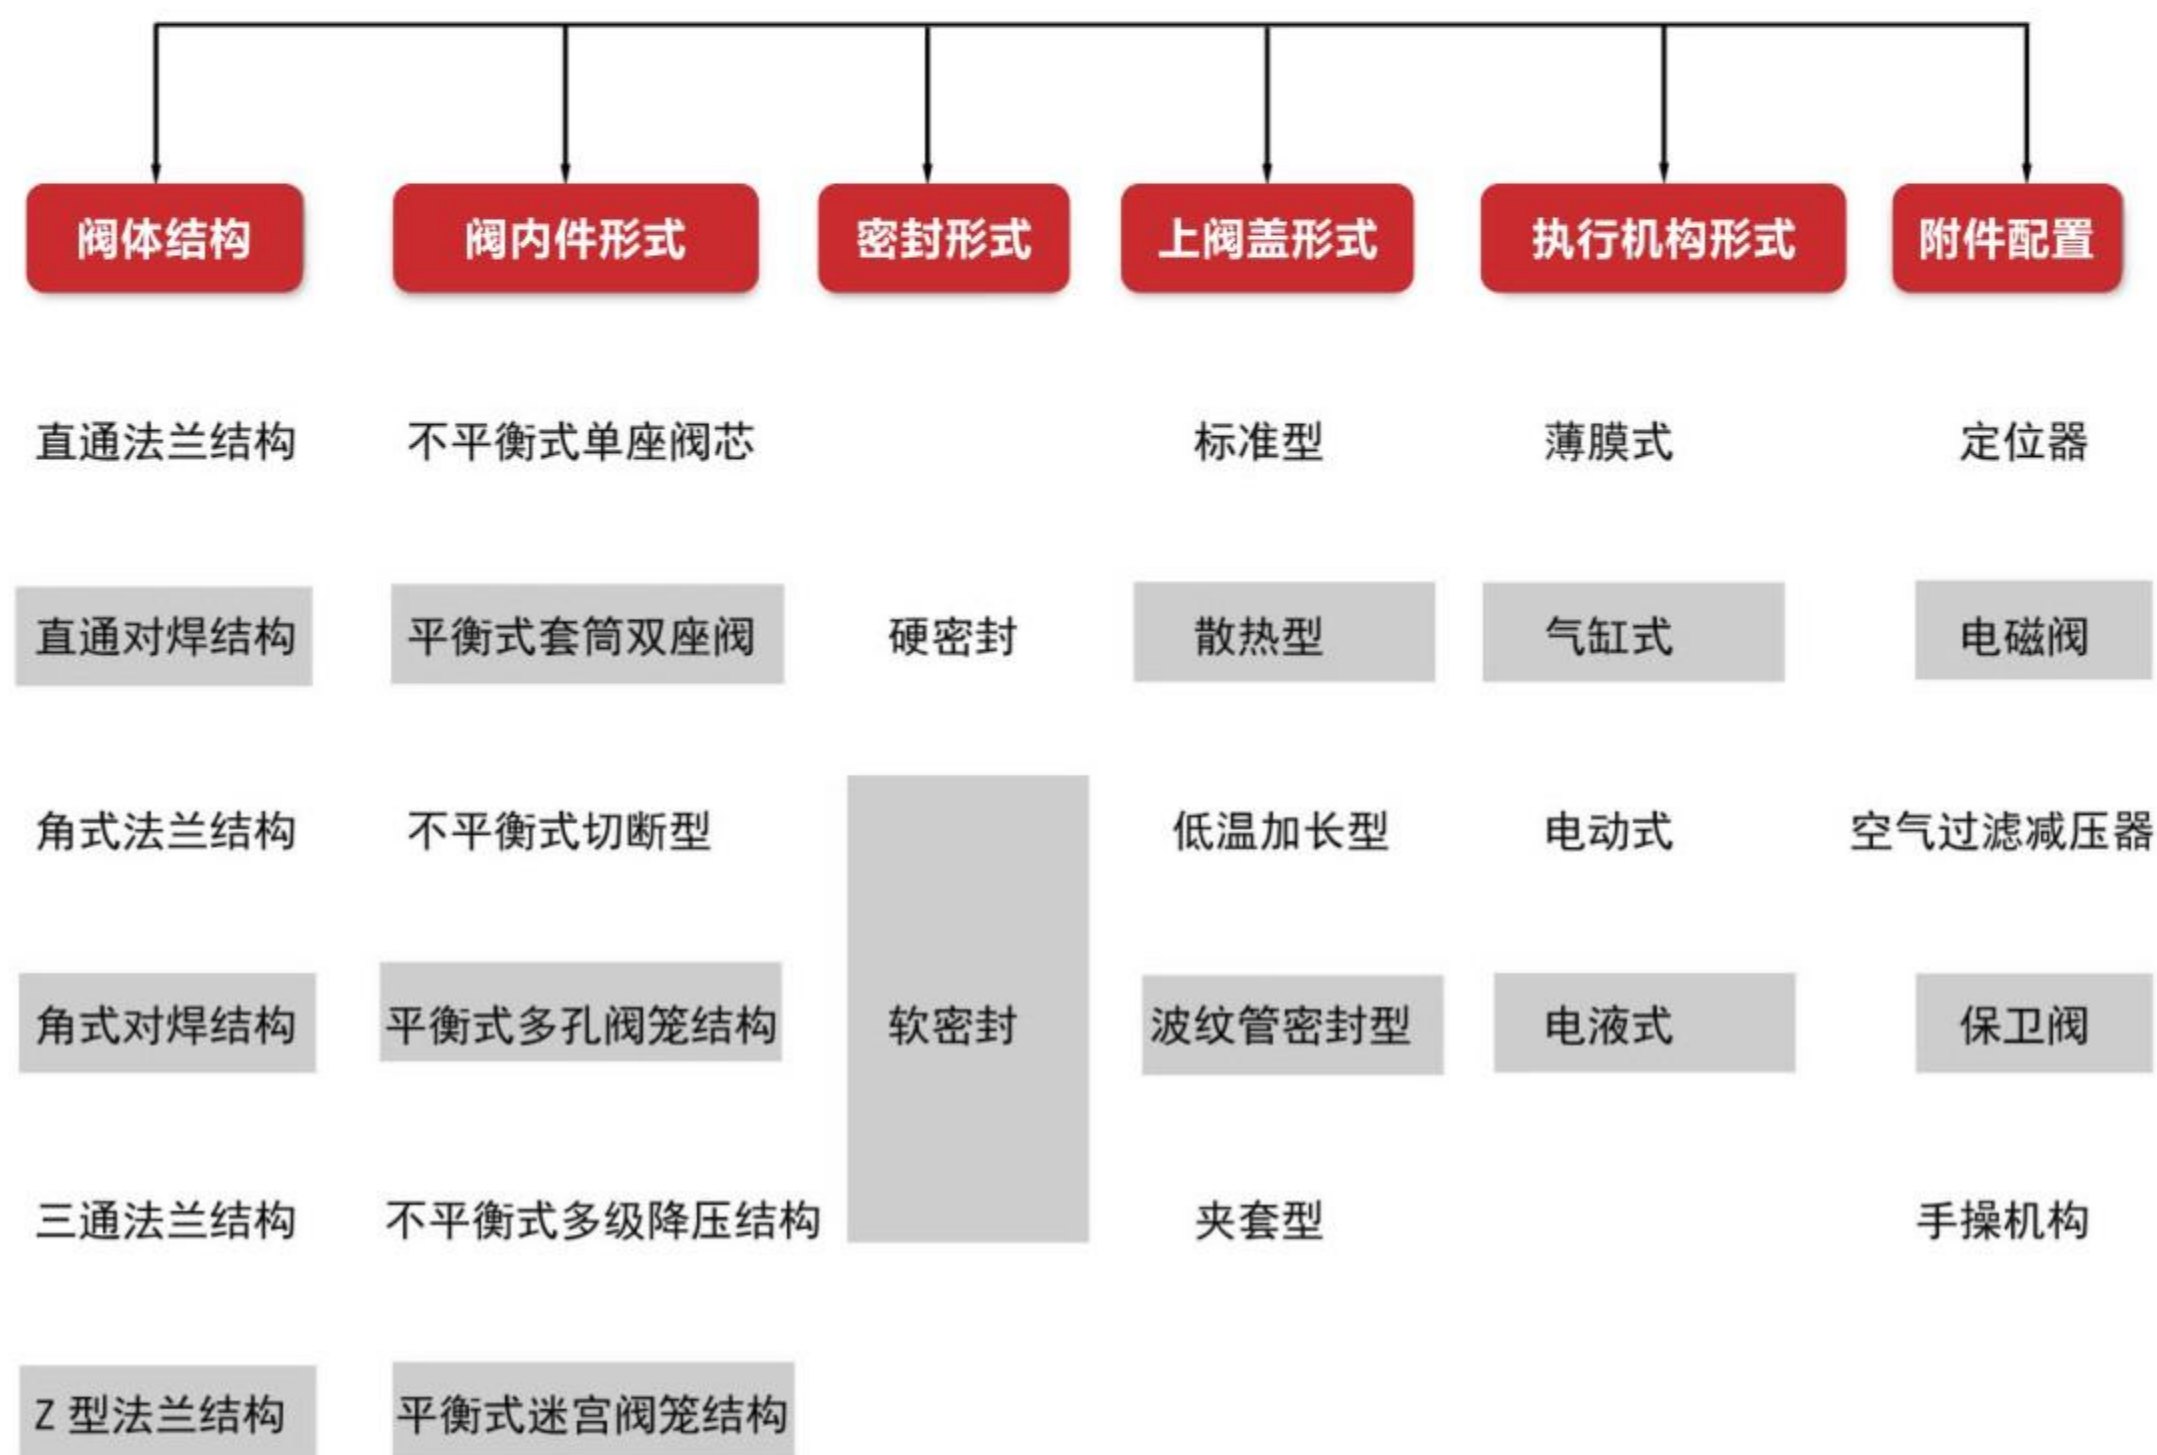 阀体结构 阀内件形式 密封形式 上阀盖形式 执行机构形式 附件配置
直通法兰结构 不平衡式单座阀芯 标准型 薄膜式 定位器
直通对焊结构 平衡式套筒双座阀 硬密封 散热型 气缸式 电磁阀
角式法兰结构 不平衡式切断型 低温加长型 电动式 空气过滤减压器
角式对焊结构 平衡式多孔阀笼结构 软密封 波纹管密封型 电液式 保卫阀
三通法兰结构 不平衡式多级降压结构 夹套型 手操机构
Z 型法兰结构 平衡式迷宫阀笼结构